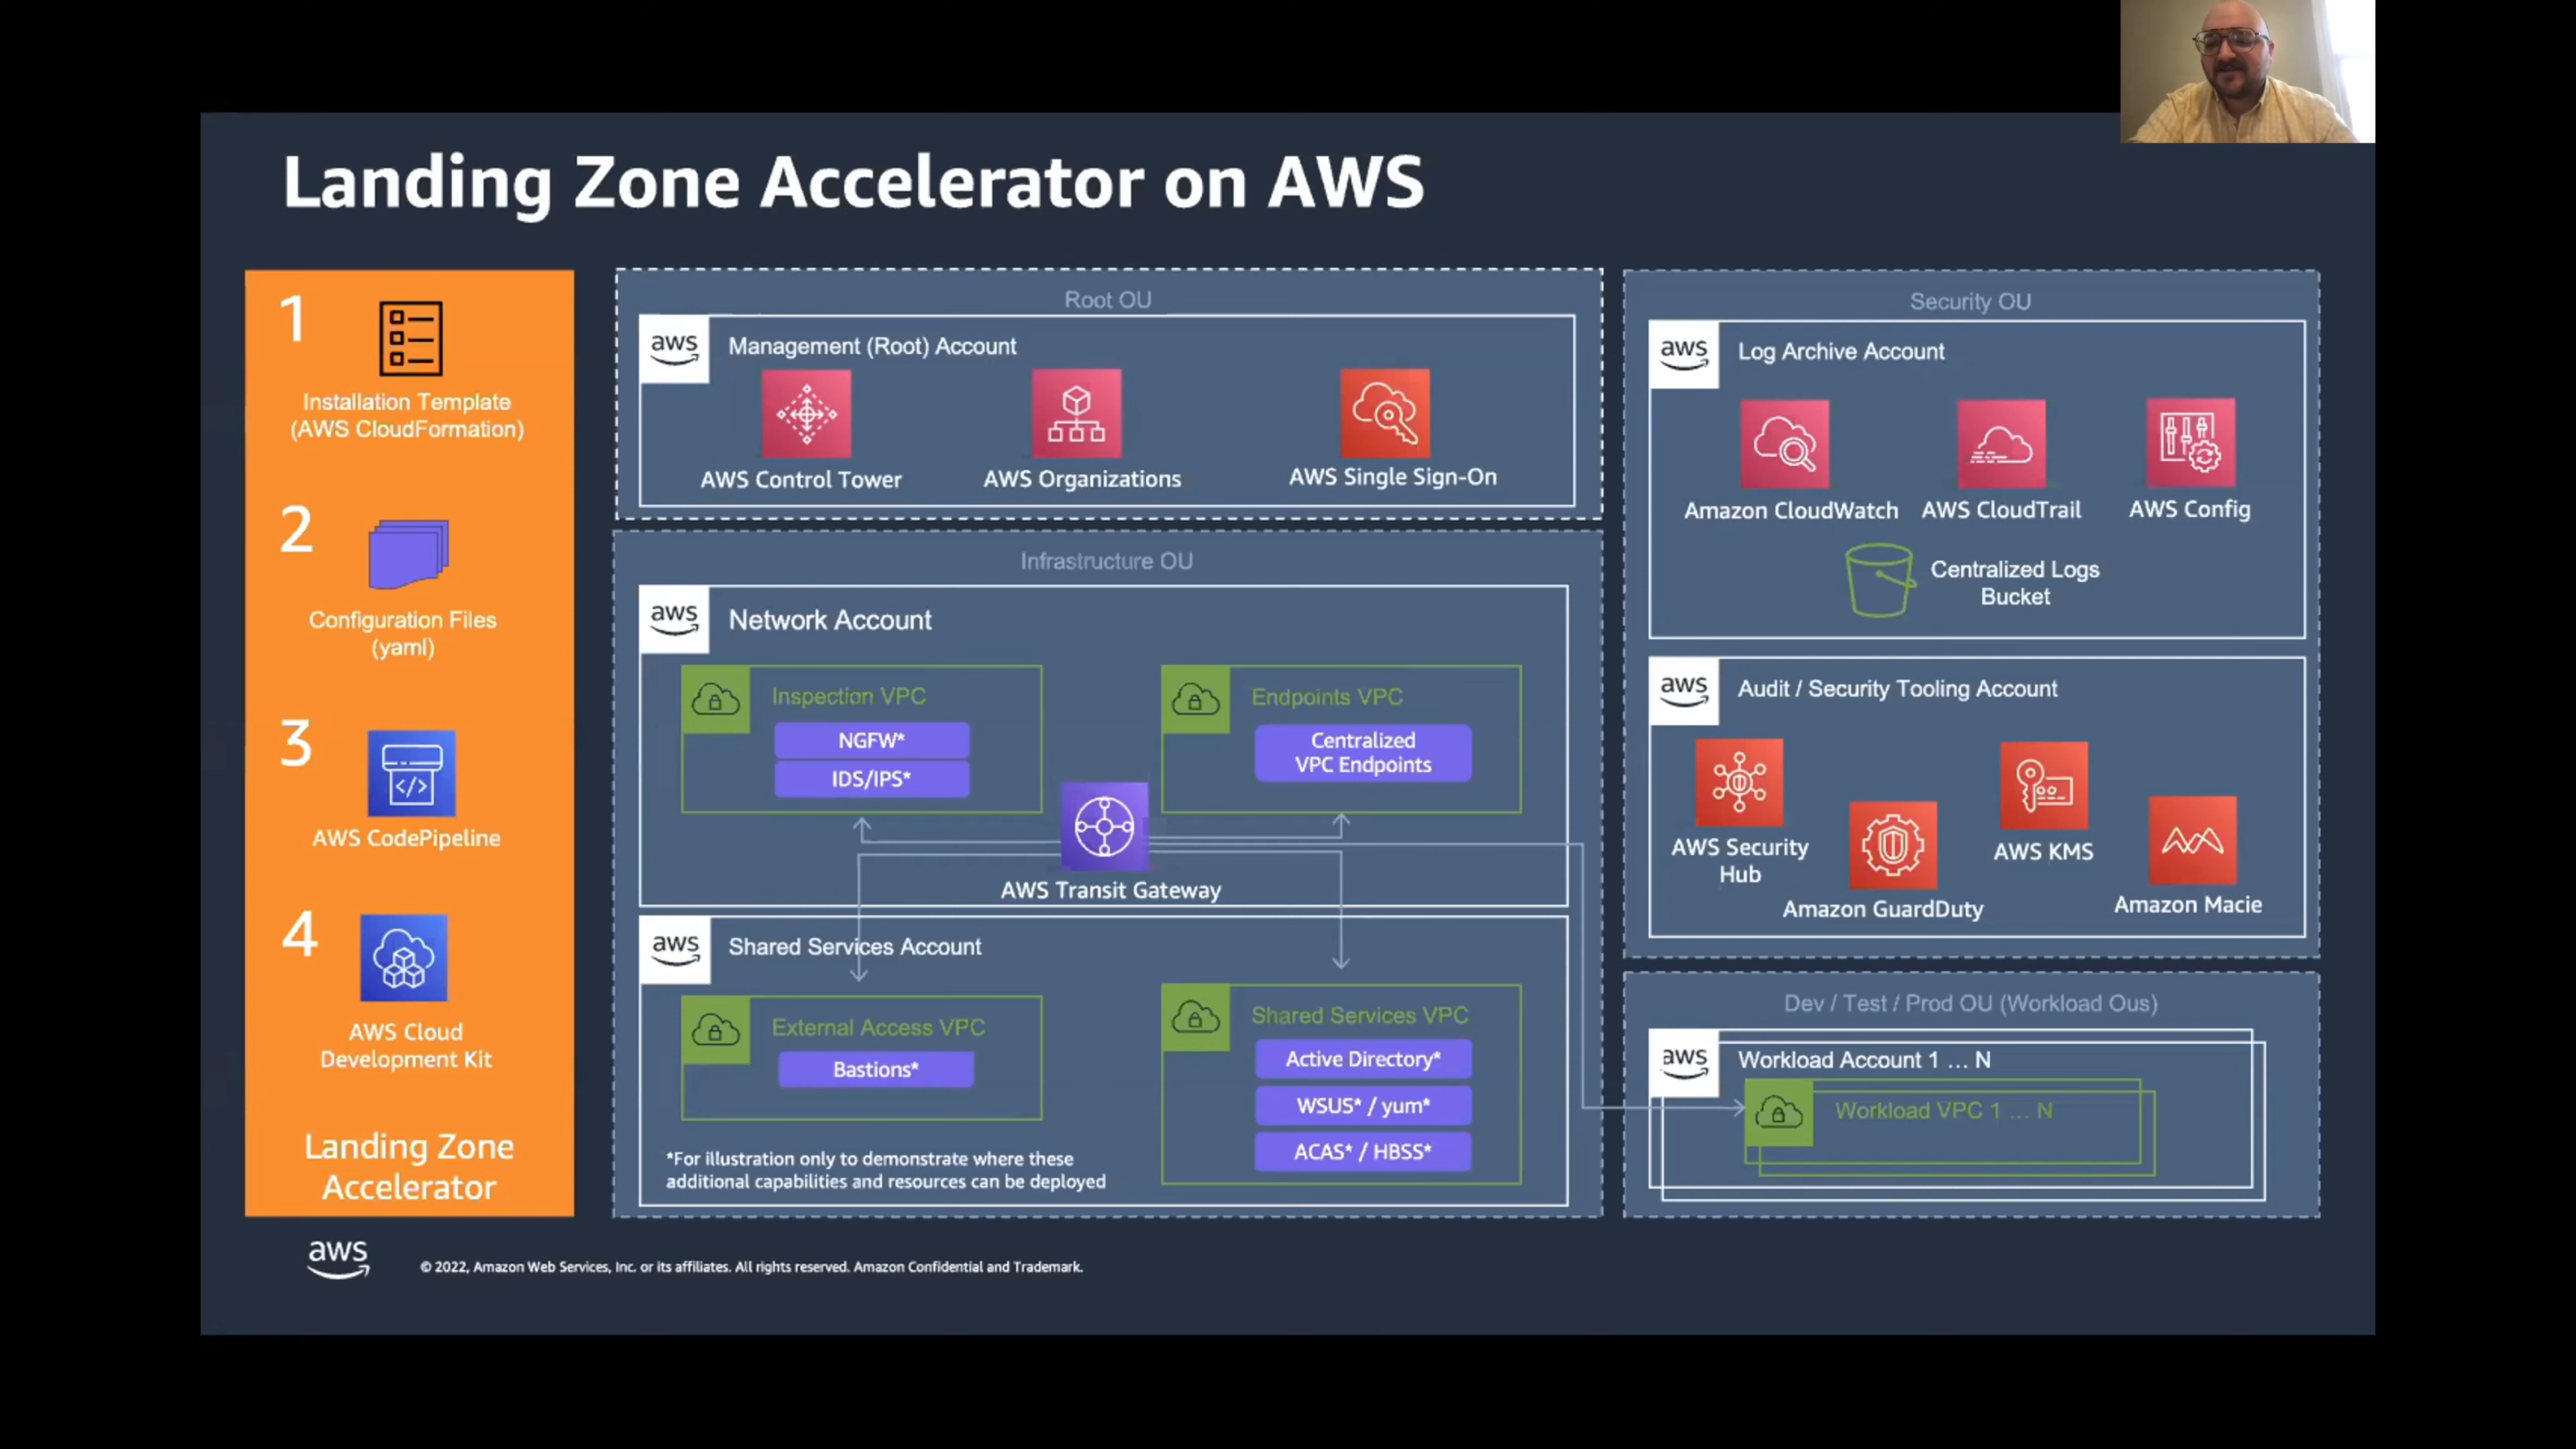 Landing Zone Accelerator on AWS
1
Installation Template
(AWS CloudFormation)
2
Configuration Files
(yaml)
3
AWS CodePipeline
4
AWS Cloud
Development Kit
Landing Zone
Accelerator
Root OU
aws
Management (Root) Account
AWS Control Tower
AWS Organizations
AWS Single Sign-On
Infrastructure OU
aws
Network Account
Inspection VPC
NGFW*
IDS/IPS*
Endpoints VPC
Centralized
VPC Endpoints
AWS Transit Gateway
aws
Shared Services Account
External Access VPC
Bastions*
*For illustration only to demonstrate where these
additional capabilities and resources can be deployed
Shared Services VPC
Active Directory*
WSUS* / yum*
ACAS* / HBSS*
Security OU
aws
Log Archive Account
Amazon CloudWatch
AWS CloudTrail
AWS Config
Centralized Logs
Bucket
aws
Audit / Security Tooling Account
AWS Security
Hub
Amazon GuardDuty
AWS KMS
Amazon Macie
Dev / Test / Prod OU (Workload Ous)
aws
Workload Account 1 ... N
Workload VPC 1 ... N
aws
© 2022, Amazon Web Services, Inc. or its affiliates. All rights reserved. Amazon Confidential and Trademark.